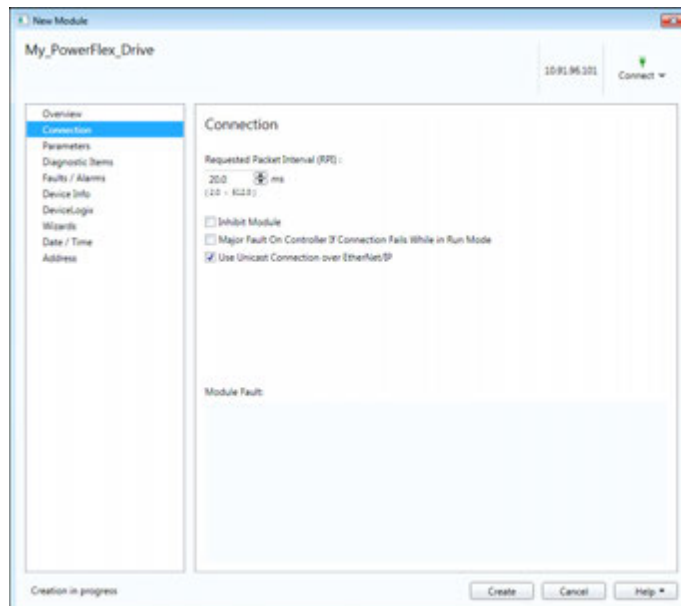 New Module
My_PowerFlex_Drive
10.91.96.101
Connect
Overview
Connection
Parameters
Diagnostic Items
Faults / Alarms
Device Info
DeviceLogix
Wizards
Date / Time
Address
Connection
Requested Packet Interval (RPI) :
20.0 ms
Inhibit Module
Major Fault On Controller If Connection Fails While in Run Mode
Use Unicast Connection over EtherNet/IP
Module Fault:
Creation in progress
Create
Cancel
Help